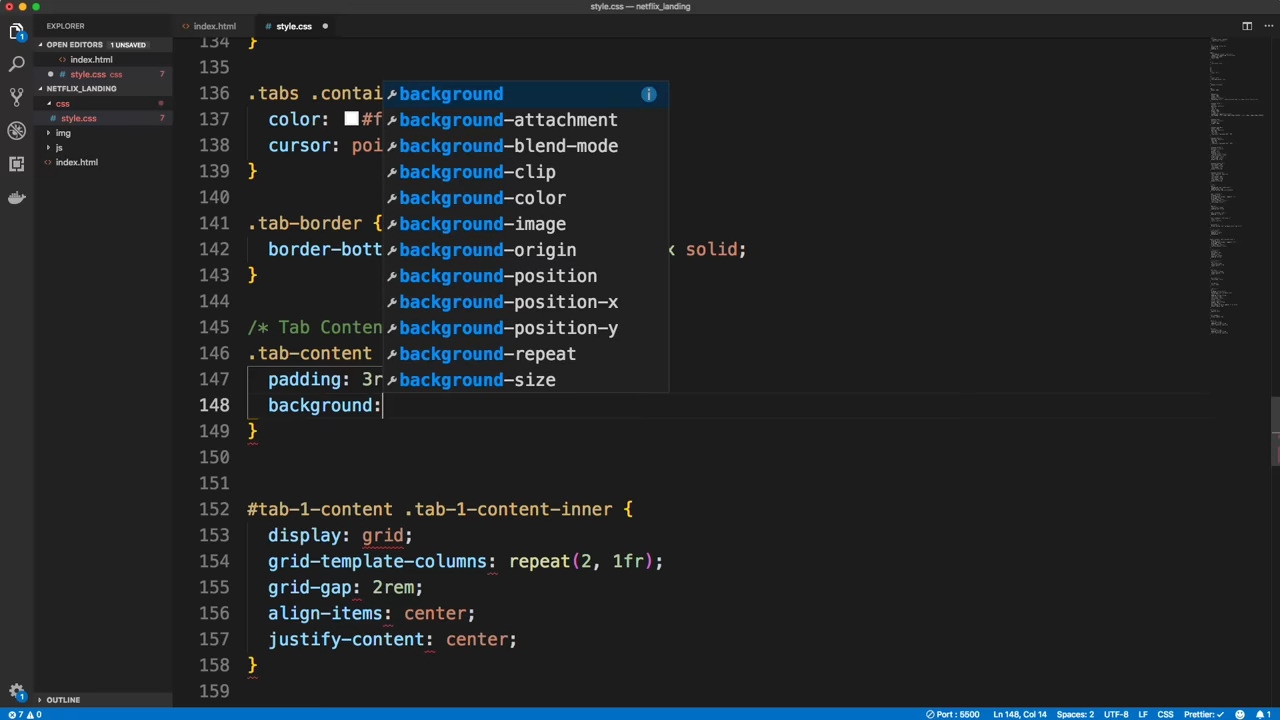 style.css — netflix_landing
EXPLORER
index.html
style.css
OPEN EDITORS 1 UNSAVED
index.html
style.css css 7
NETFLIX_LANDING
css
style.css 7
img
js
index.html
OUTLINE
134 }
135
136 .tabs .contai
137 color: #f
138 cursor: poi
139 }
140
141 .tab-border {
142 border-bott x solid;
143 }
144
145 /* Tab Conten
146 .tab-content
147 padding: 3r
148 background:
149 }
150
151
152 #tab-1-content .tab-1-content-inner {
153 display: grid;
154 grid-template-columns: repeat(2, 1fr);
155 grid-gap: 2rem;
156 align-items: center;
157 justify-content: center;
158 }
159
background
background-attachment
background-blend-mode
background-clip
background-color
background-image
background-origin
background-position
background-position-x
background-position-y
background-repeat
background-size
7 0 Port : 5500 Ln 148, Col 14 Spaces: 2 UTF-8 LF CSS Prettier: ✓ 1